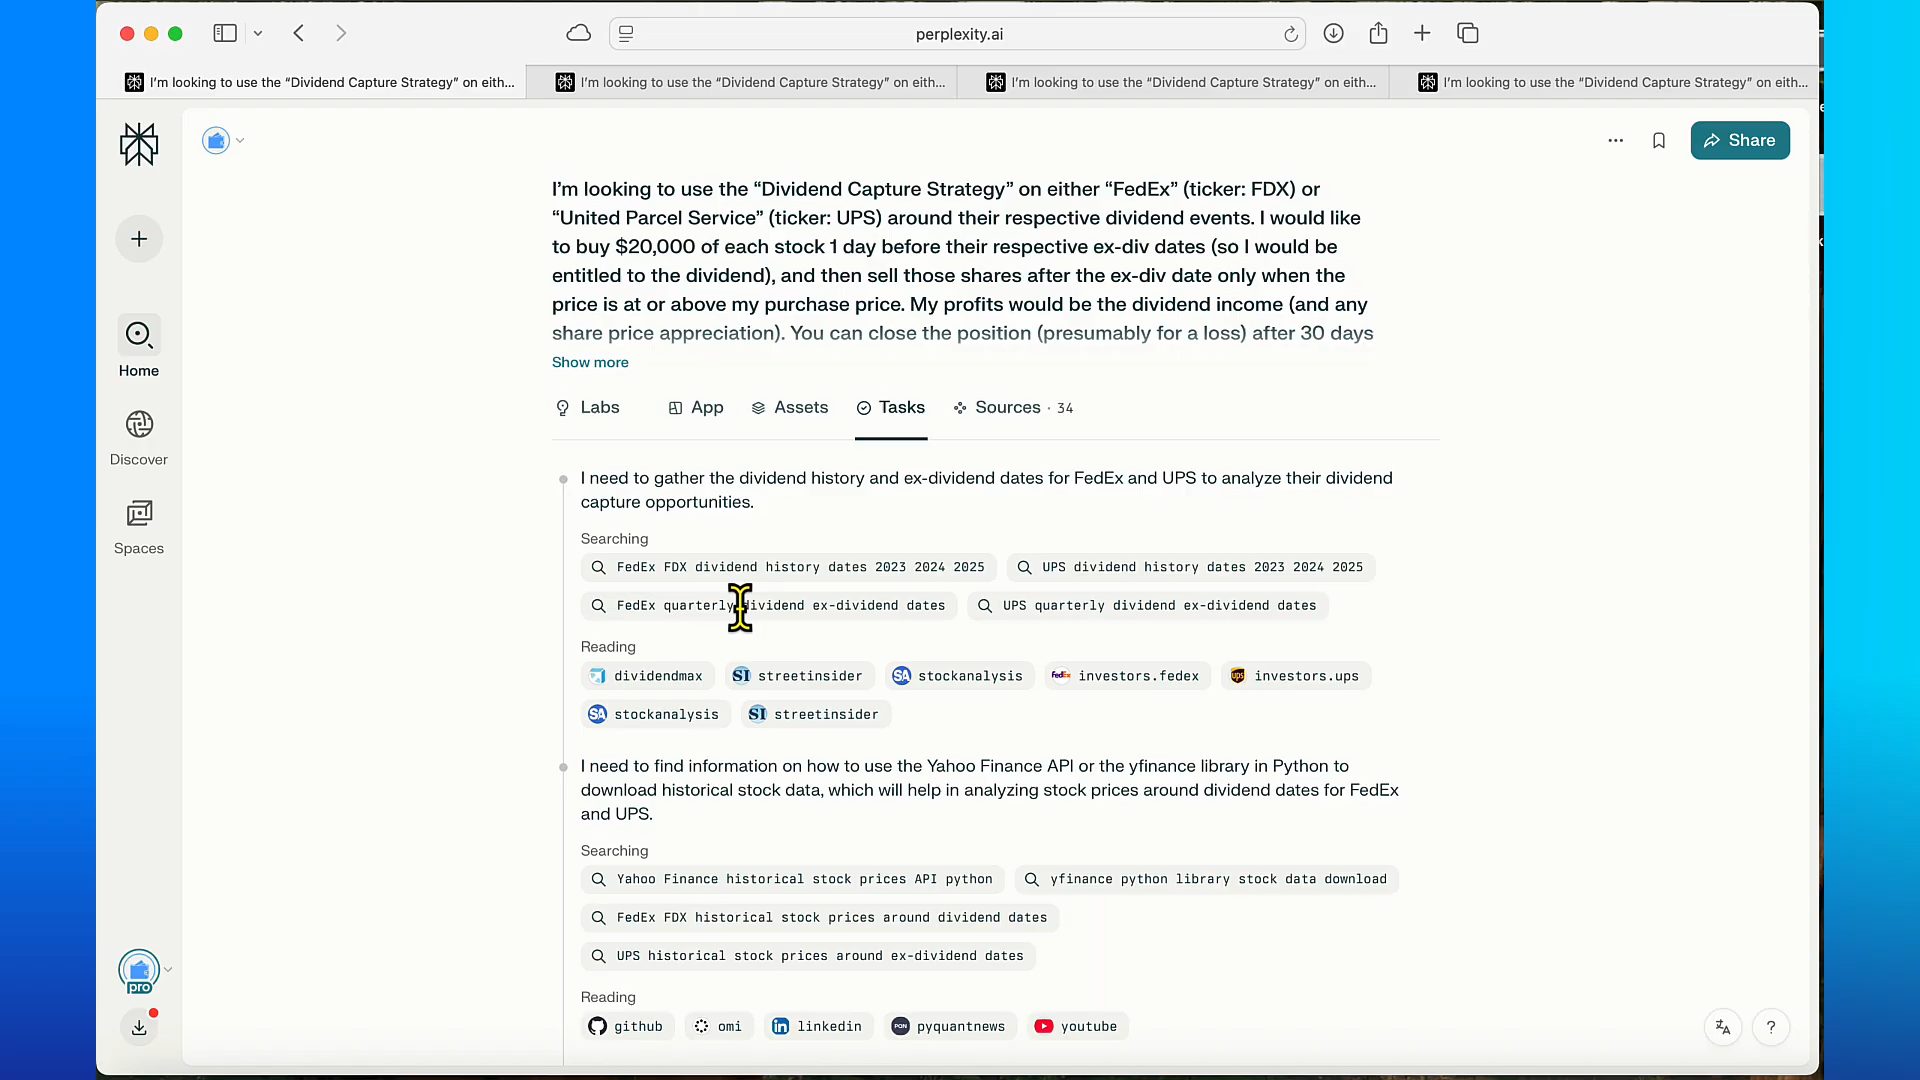 perplexity.ai
I'm looking to use the “Dividend Capture Strategy” on eith...
I'm looking to use the “Dividend Capture Strategy” on eith...
I'm looking to use the “Dividend Capture Strategy” on eith...
I'm looking to use the “Dividend Capture Strategy” on eith...
Share
I'm looking to use the “Dividend Capture Strategy” on either “FedEx” (ticker: FDX) or
“United Parcel Service” (ticker: UPS) around their respective dividend events. I would like
to buy $20,000 of each stock 1 day before their respective ex-div dates (so I would be
entitled to the dividend), and then sell those shares after the ex-div date only when the
price is at or above my purchase price. My profits would be the dividend income (and any
share price appreciation). You can close the position (presumably for a loss) after 30 days
Show more
Home
Discover
Spaces
pro
Labs
App
Assets
Tasks
Sources · 34
I need to gather the dividend history and ex-dividend dates for FedEx and UPS to analyze their dividend
capture opportunities.
Searching
FedEx FDX dividend history dates 2023 2024 2025
UPS dividend history dates 2023 2024 2025
FedEx quarterly dividend ex-dividend dates
UPS quarterly dividend ex-dividend dates
Reading
dividendmax
SI streetinsider
SA stockanalysis
FedEx investors.fedex
ups investors.ups
SA stockanalysis
SI streetinsider
I need to find information on how to use the Yahoo Finance API or the yfinance library in Python to
download historical stock data, which will help in analyzing stock prices around dividend dates for FedEx
and UPS.
Searching
Yahoo Finance historical stock prices API python
yfinance python library stock data download
FedEx FDX historical stock prices around dividend dates
UPS historical stock prices around ex-dividend dates
Reading
github
omi
in linkedin
PQN pyquantnews
youtube
?